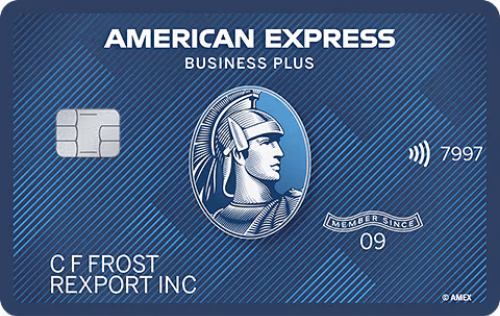 AMERICAN EXPRESS
BUSINESS PLUS
7997
MEMBER SINCE
09
C F FROST
REXPORT INC
© AMEX